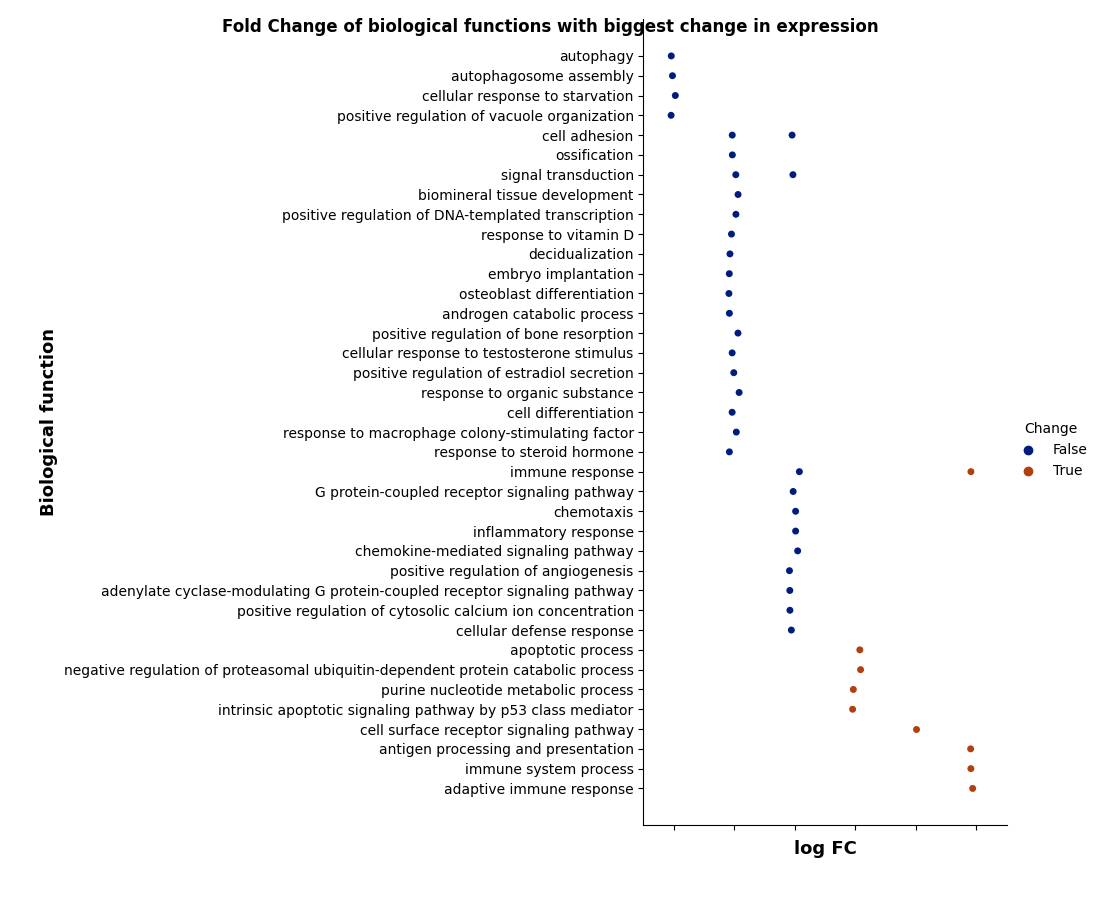 Fold Change of biological functions with biggest change in expression
autophagy
autophagosome assembly
cellular response to starvation
positive regulation of vacuole organization
cell adhesion
ossification
signal transduction
biomineral tissue development
positive regulation of DNA-templated transcription
response to vitamin D
decidualization
embryo implantation
osteoblast differentiation
androgen catabolic process
positive regulation of bone resorption
cellular response to testosterone stimulus
positive regulation of estradiol secretion
response to organic substance
cell differentiation
response to macrophage colony-stimulating factor
response to steroid hormone
immune response
G protein-coupled receptor signaling pathway
chemotaxis
inflammatory response
chemokine-mediated signaling pathway
positive regulation of angiogenesis
adenylate cyclase-modulating G protein-coupled receptor signaling pathway
positive regulation of cytosolic calcium ion concentration
cellular defense response
apoptotic process
negative regulation of proteasomal ubiquitin-dependent protein catabolic process
purine nucleotide metabolic process
intrinsic apoptotic signaling pathway by p53 class mediator
cell surface receptor signaling pathway
antigen processing and presentation
immune system process
adaptive immune response
Biological function
log FC
Change
False
True